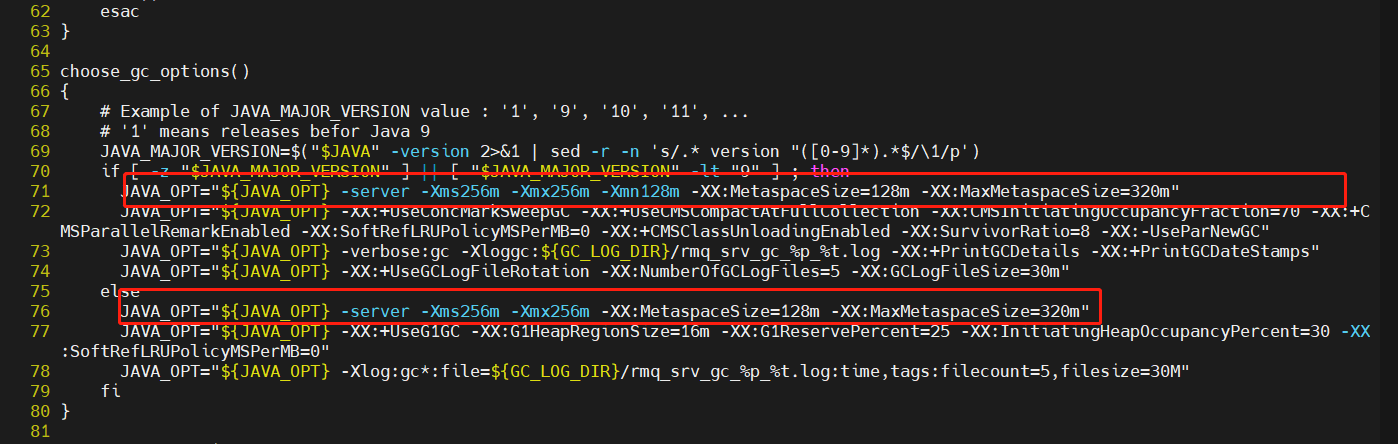 62     esac
63 }
64
65 choose_gc_options()
66 {
67     # Example of JAVA_MAJOR_VERSION value : '1', '9', '10', '11', ...
68     # '1' means releases befor Java 9
69     JAVA_MAJOR_VERSION=$("$JAVA" -version 2>&1 | sed -r -n 's/.* version "([0-9]*).*$/\1/p')
70     if [ -z "$JAVA_MAJOR_VERSION" ] || [ "$JAVA_MAJOR_VERSION" -lt "9" ] ; then
71       JAVA_OPT="${JAVA_OPT} -server -Xms256m -Xmx256m -Xmn128m -XX:MetaspaceSize=128m -XX:MaxMetaspaceSize=320m"
72       JAVA_OPT="${JAVA_OPT} -XX:+UseConcMarkSweepGC -XX:+UseCMSCompactAtFullCollection -XX:CMSInitiatingOccupancyFraction=70 -XX:+C
MSParallelRemarkEnabled -XX:SoftRefLRUPolicyMSPerMB=0 -XX:+CMSClassUnloadingEnabled -XX:SurvivorRatio=8 -XX:-UseParNewGC"
73       JAVA_OPT="${JAVA_OPT} -verbose:gc -Xloggc:${GC_LOG_DIR}/rmq_srv_gc_%p_%t.log -XX:+PrintGCDetails -XX:+PrintGCDateStamps"
74       JAVA_OPT="${JAVA_OPT} -XX:+UseGCLogFileRotation -XX:NumberOfGCLogFiles=5 -XX:GCLogFileSize=30m"
75     else
76       JAVA_OPT="${JAVA_OPT} -server -Xms256m -Xmx256m -XX:MetaspaceSize=128m -XX:MaxMetaspaceSize=320m"
77       JAVA_OPT="${JAVA_OPT} -XX:+UseG1GC -XX:G1HeapRegionSize=16m -XX:G1ReservePercent=25 -XX:InitiatingHeapOccupancyPercent=30 -XX
:SoftRefLRUPolicyMSPerMB=0"
78       JAVA_OPT="${JAVA_OPT} -Xlog:gc*:file=${GC_LOG_DIR}/rmq_srv_gc_%p_%t.log:time,tags:filecount=5,filesize=30M"
79     fi
80 }
81